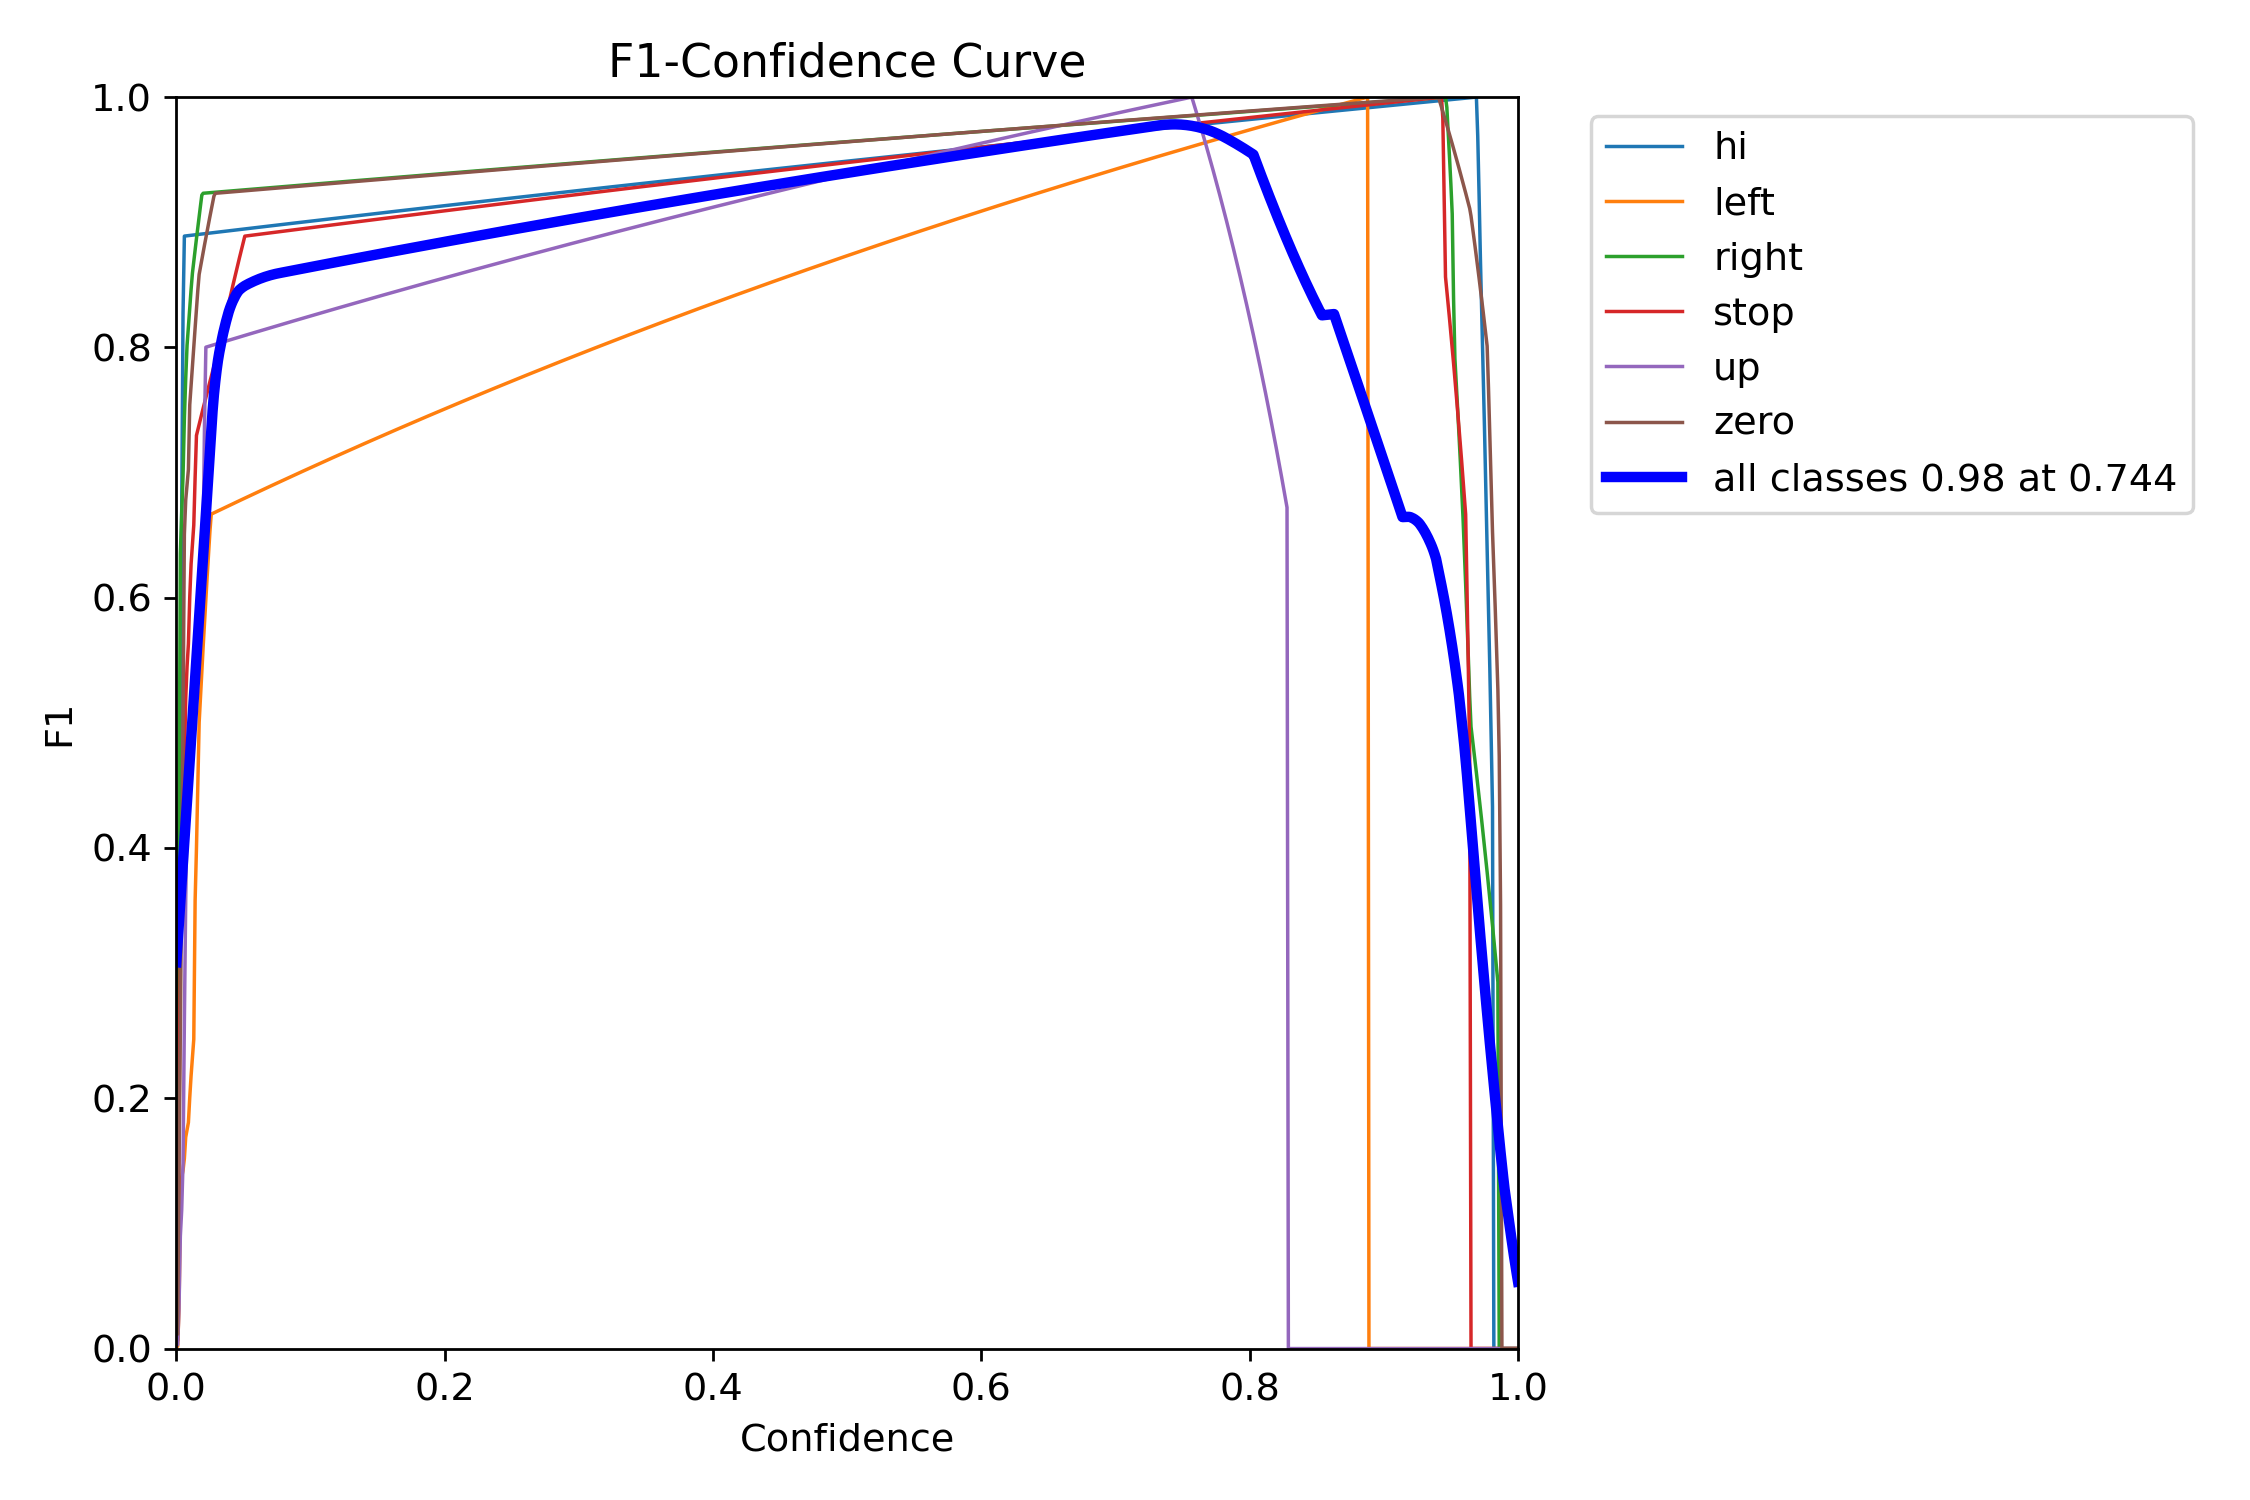 F1-Confidence Curve
1.0
0.8
0.6
0.4
0.2
0.0
F1
0.0 0.2 0.4 0.6 0.8 1.0
Confidence
hi
left
right
stop
up
zero
all classes 0.98 at 0.744